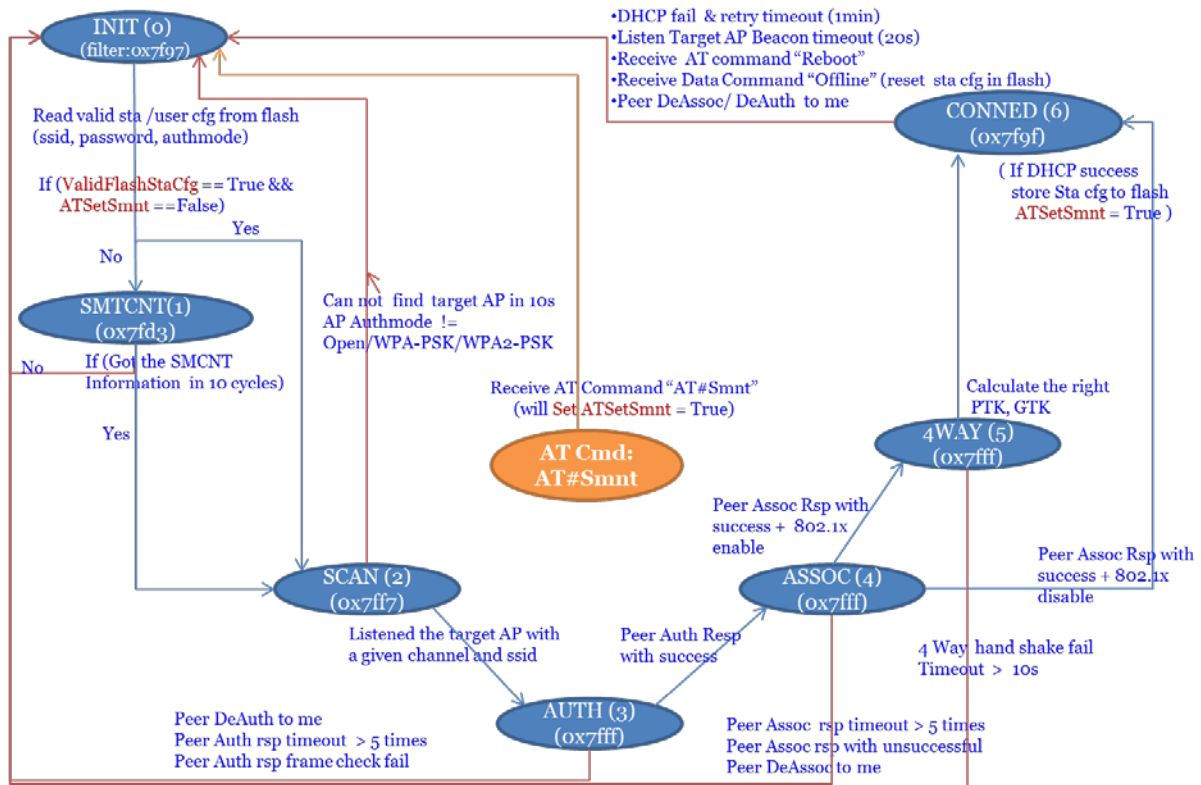 INIT (0)
(filter:0x7f97)
•DHCP fail & retry timeout (1min)
•Listen Target AP Beacon timeout (20s)
•Receive AT command “Reboot”
•Receive Data Command “Offline” (reset sta cfg in flash)
•Peer DeAssoc/ DeAuth to me
CONNED (6)
(0x7f9f)
Read valid sta /user cfg from flash
(ssid, password, authmode)
If (ValidFlashStaCfg == True &&
ATSetSmnt ==False)
Yes
No
( If DHCP success
store Sta cfg to flash
ATSetSmnt = True )
SMTCNT(1)
(0x7fd3)
Can not find target AP in 10s
AP Authmode !=
Open/WPA-PSK/WPA2-PSK
No
If (Got the SMCNT
Information in 10 cycles)
Yes
Receive AT Command “AT#Smnt”
(will Set ATSetSmnt = True)
AT Cmd:
AT#Smnt
Calculate the right
PTK, GTK
4WAY (5)
(0x7fff)
Peer Assoc Rsp with
success + 802.1x
enable
SCAN (2)
(0x7ff7)
ASSOC (4)
(0x7fff)
Peer Assoc Rsp with
success + 802.1x
disable
Listened the target AP with
a given channel and ssid
Peer Auth Resp
with success
4 Way hand shake fail
Timeout > 10s
AUTH (3)
(0x7fff)
Peer DeAuth to me
Peer Auth rsp timeout > 5 times
Peer Auth rsp frame check fail
Peer Assoc rsp timeout > 5 times
Peer Assoc rsp with unsuccessful
Peer DeAssoc to me